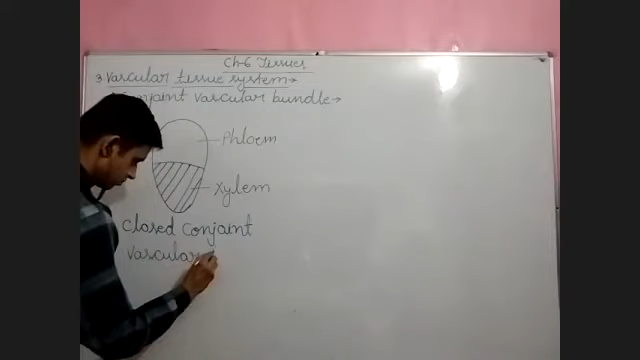 Ch-6 Tissues
3 Vascular tissue system→
Conjoint vascular bundle→
Phloem
Xylem
Closed Conjoint
Vascular